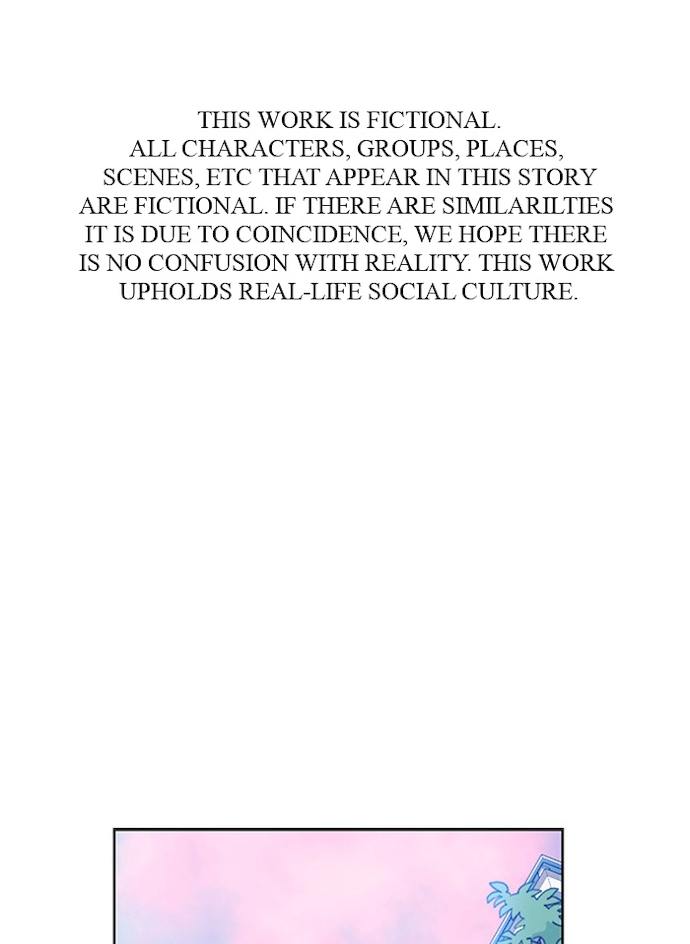 THIS WORK IS FICTIONAL.
ALL CHARACTERS, GROUPS, PLACES,
SCENES, ETC THAT APPEAR IN THIS STORY
ARE FICTIONAL. IF THERE ARE SIMILARILTIES
IT IS DUE TO COINCIDENCE, WE HOPE THERE
IS NO CONFUSION WITH REALITY. THIS WORK
UPHOLDS REAL-LIFE SOCIAL CULTURE.